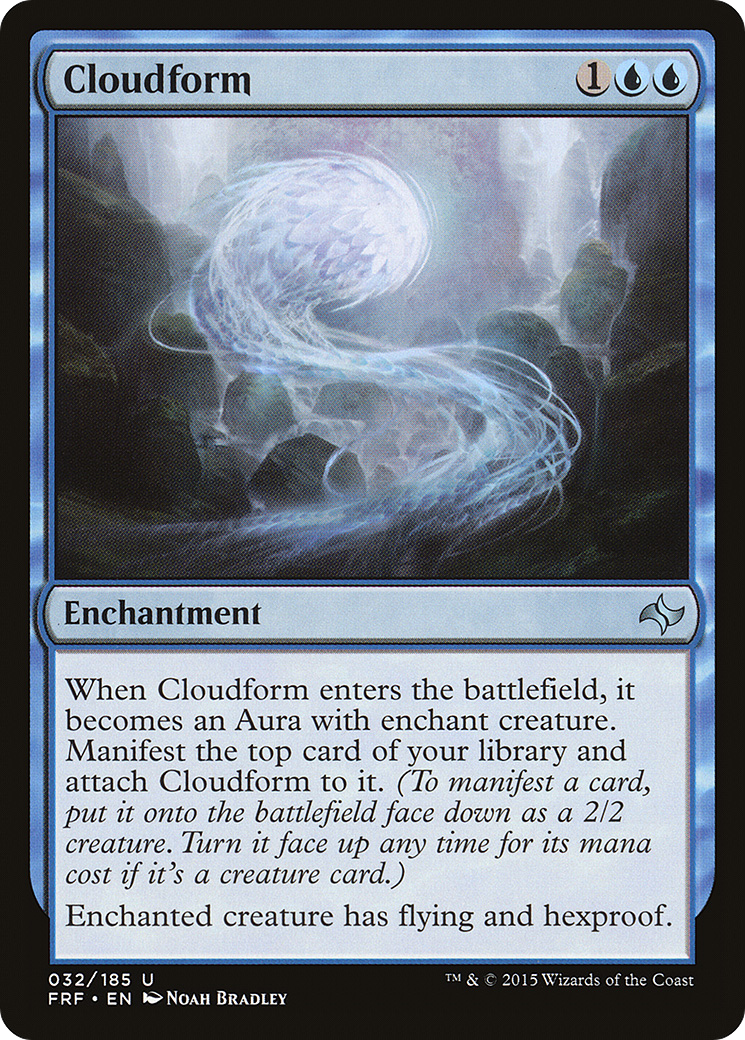 Cloudform 1
Enchantment
When Cloudform enters the battlefield, it
becomes an Aura with enchant creature.
Manifest the top card of your library and
attach Cloudform to it. (To manifest a card,
put it onto the battlefield face down as a 2/2
creature. Turn it face up any time for its mana
cost if it's a creature card.)
Enchanted creature has flying and hexproof.
032/185 U
™ & © 2015 Wizards of the Coast
FRF • EN Noah Bradley